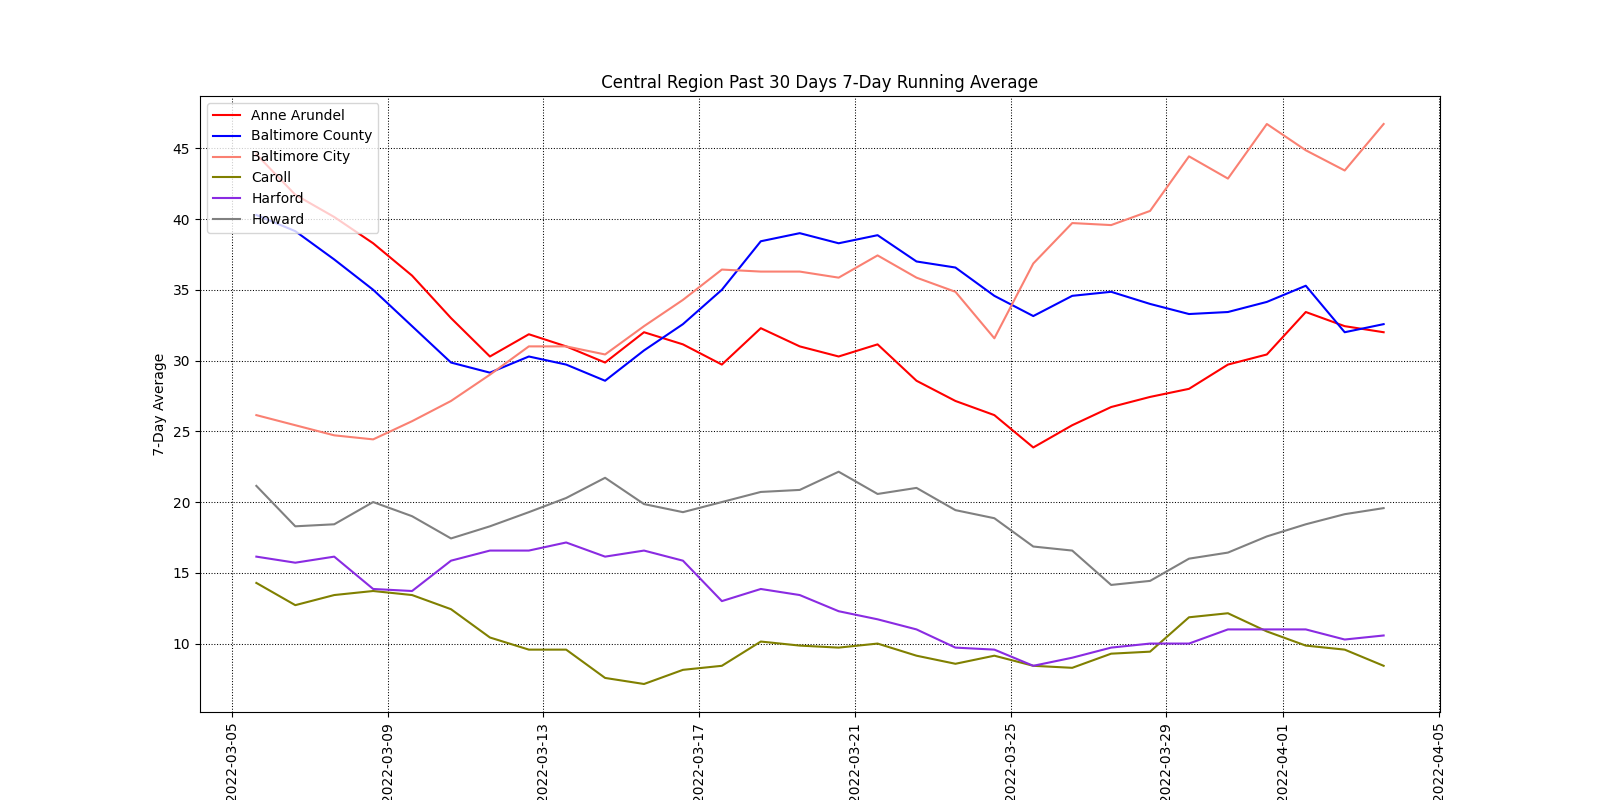 Central Region Past 30 Days 7-Day Running Average
Anne Arundel
Baltimore County
Baltimore City
Caroll
Harford
Howard
7-Day Average
45
40
35
30
25
20
15
10
2022-03-05
2022-03-09
2022-03-13
2022-03-17
2022-03-21
2022-03-25
2022-03-29
2022-04-01
2022-04-05